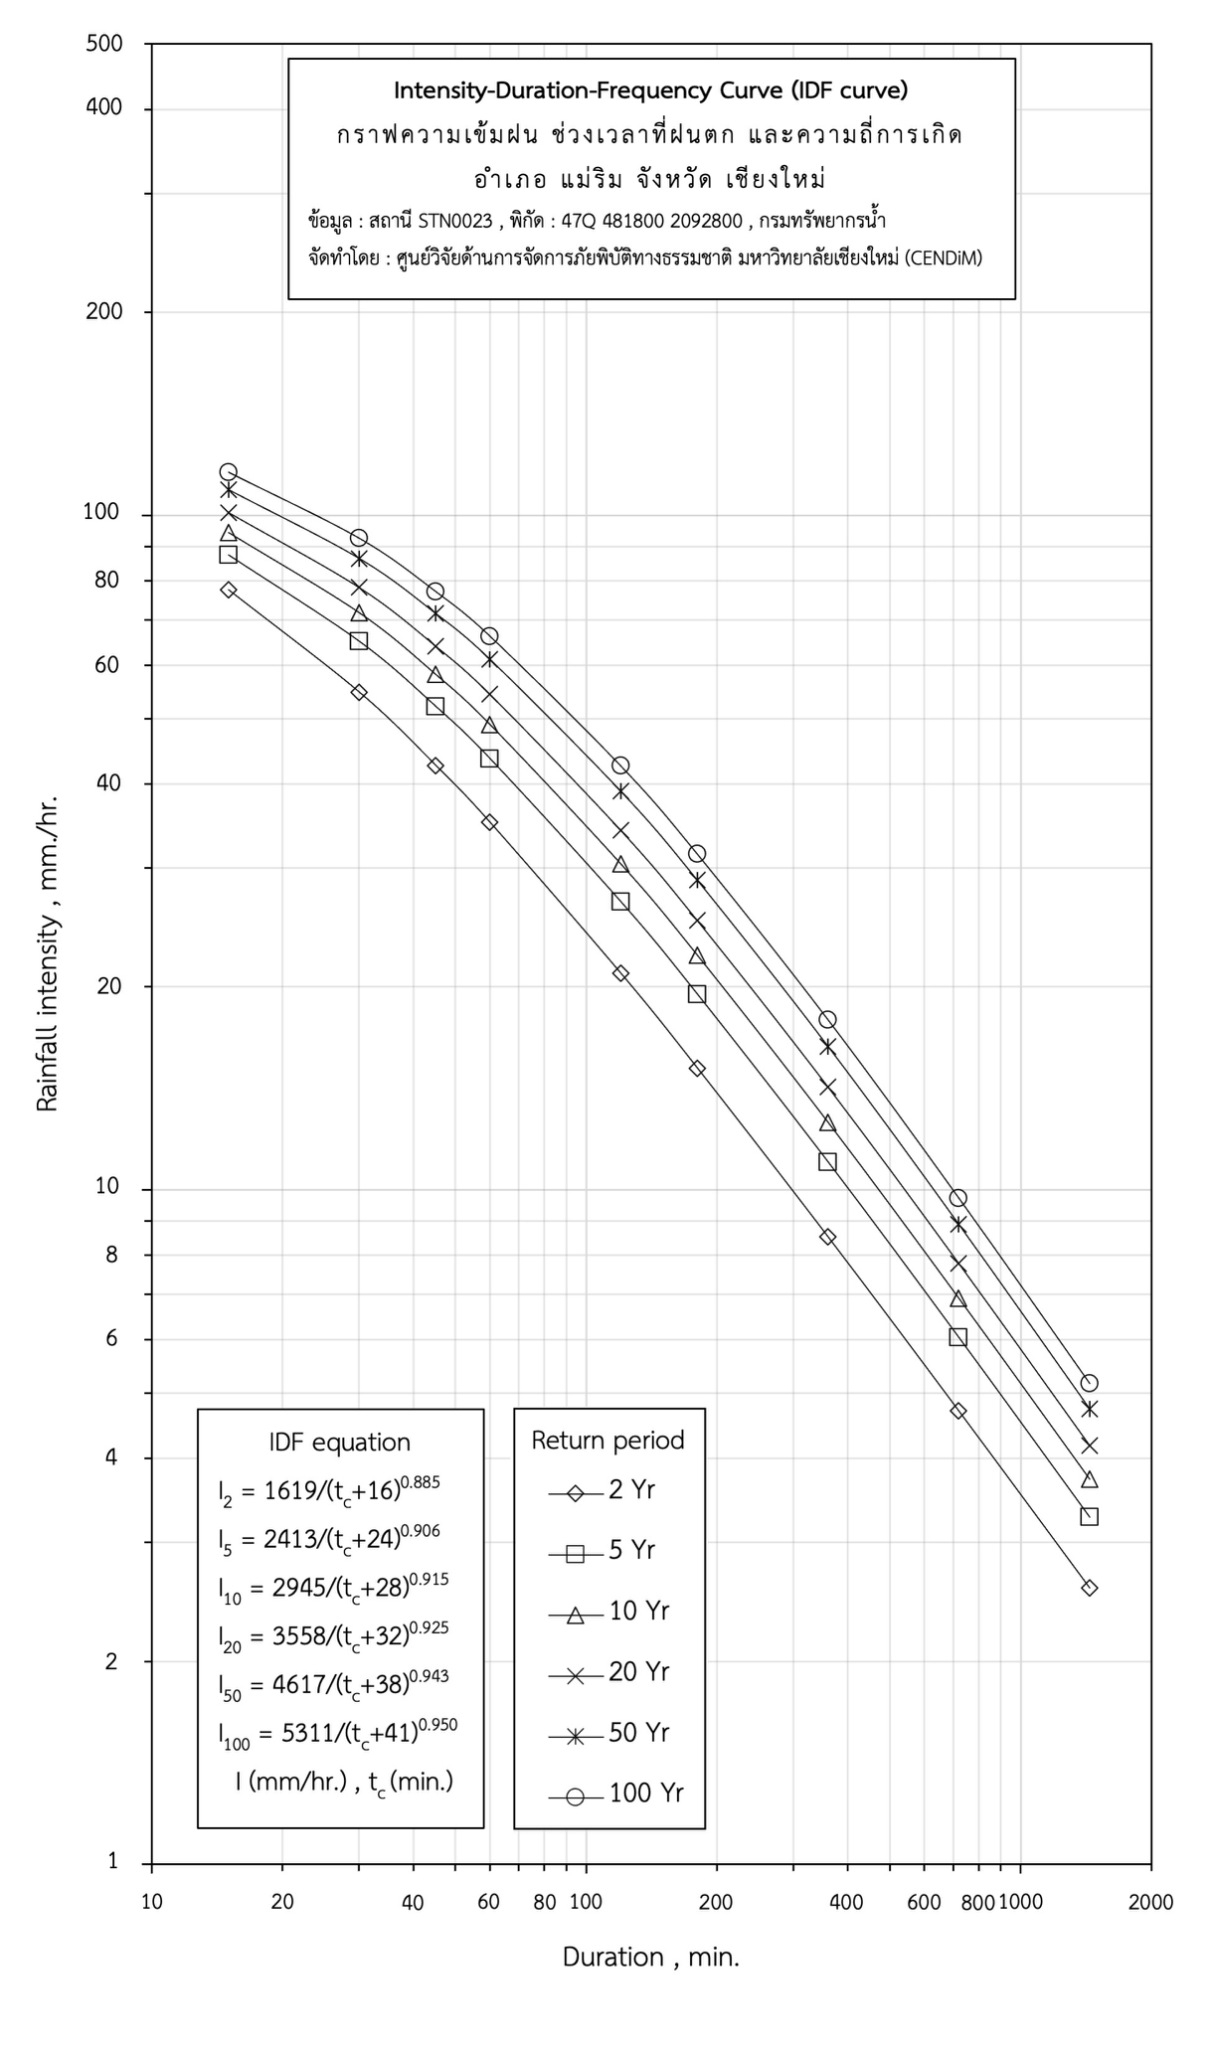 Intensity-Duration-Frequency Curve (IDF curve)
กราฟความเข้มฝน ช่วงเวลาที่ฝนตก และความถี่การเกิด
อำเภอ แม่ริม จังหวัด เชียงใหม่
ข้อมูล : สถานี STN0023 , พิกัด : 47Q 481800 2092800 , กรมทรัพยากรน้ำ
จัดทำโดย : ศูนย์วิจัยด้านการจัดการภัยพิบัติทางธรรมชาติ มหาวิทยาลัยเชียงใหม่ (CENDiM)
500
400
200
100
80
60
40
20
10
8
6
4
2
1
Rainfall intensity , mm./hr.
IDF equation
I₂ = 1619/(t_c+16)^0.885
I₅ = 2413/(t_c+24)^0.906
I₁₀ = 2945/(t_c+28)^0.915
I₂₀ = 3558/(t_c+32)^0.925
I₅₀ = 4617/(t_c+38)^0.943
I₁₀₀ = 5311/(t_c+41)^0.950
I (mm/hr.) , t_c (min.)
Return period
2 Yr
5 Yr
10 Yr
20 Yr
50 Yr
100 Yr
10 20 40 60 80 100 200 400 600 800 1000 2000
Duration , min.